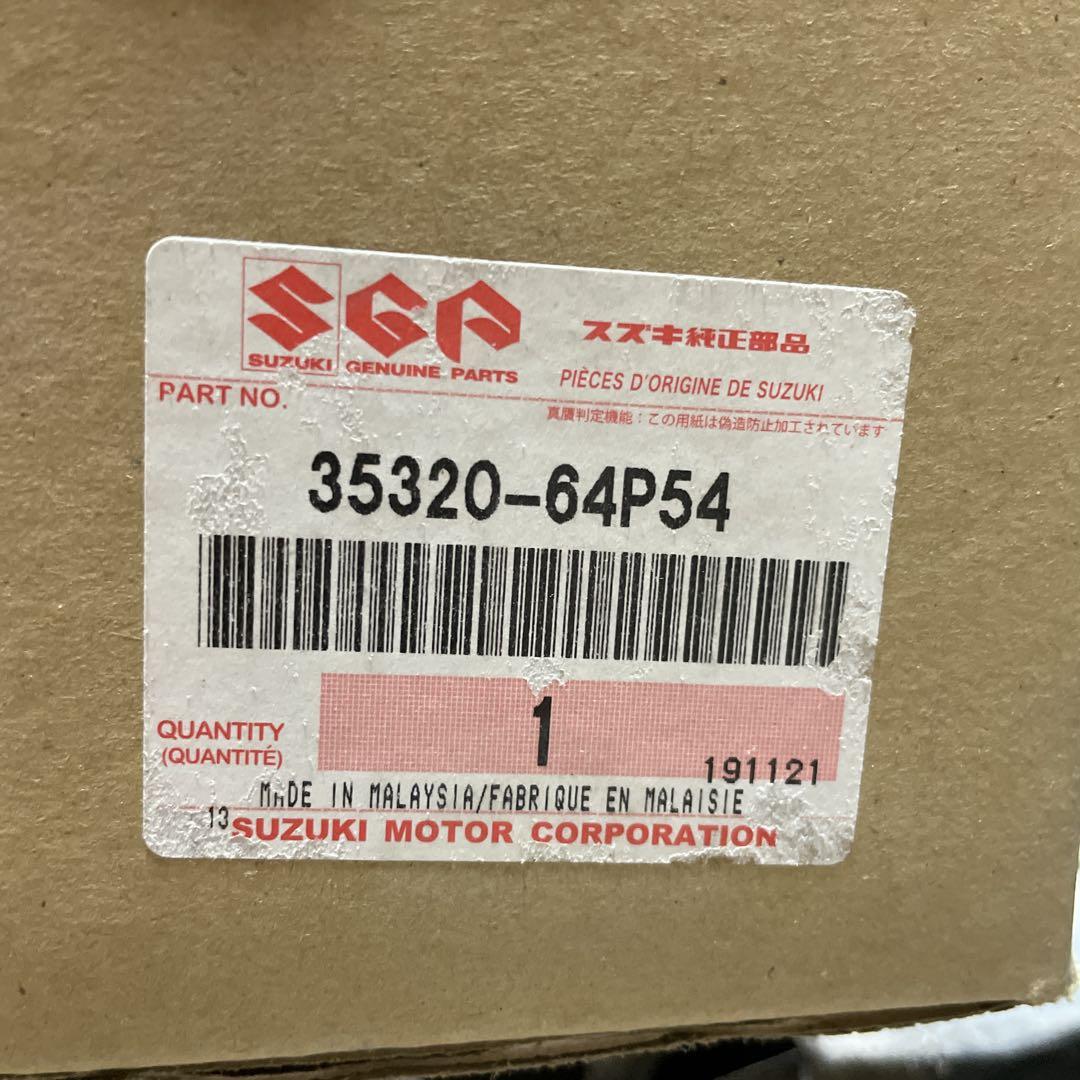 SGP
スズキ純正部品
SUZUKI GENUINE PARTS
PIÈCES D'ORIGINE DE SUZUKI
PART NO.
真贋判定機能：この用紙は偽造防止加工されています
35320-64P54
QUANTITY
(QUANTITÉ)
1
191121
MADE IN MALAYSIA/FABRIQUE EN MALAISIE
13
SUZUKI MOTOR CORPORATION